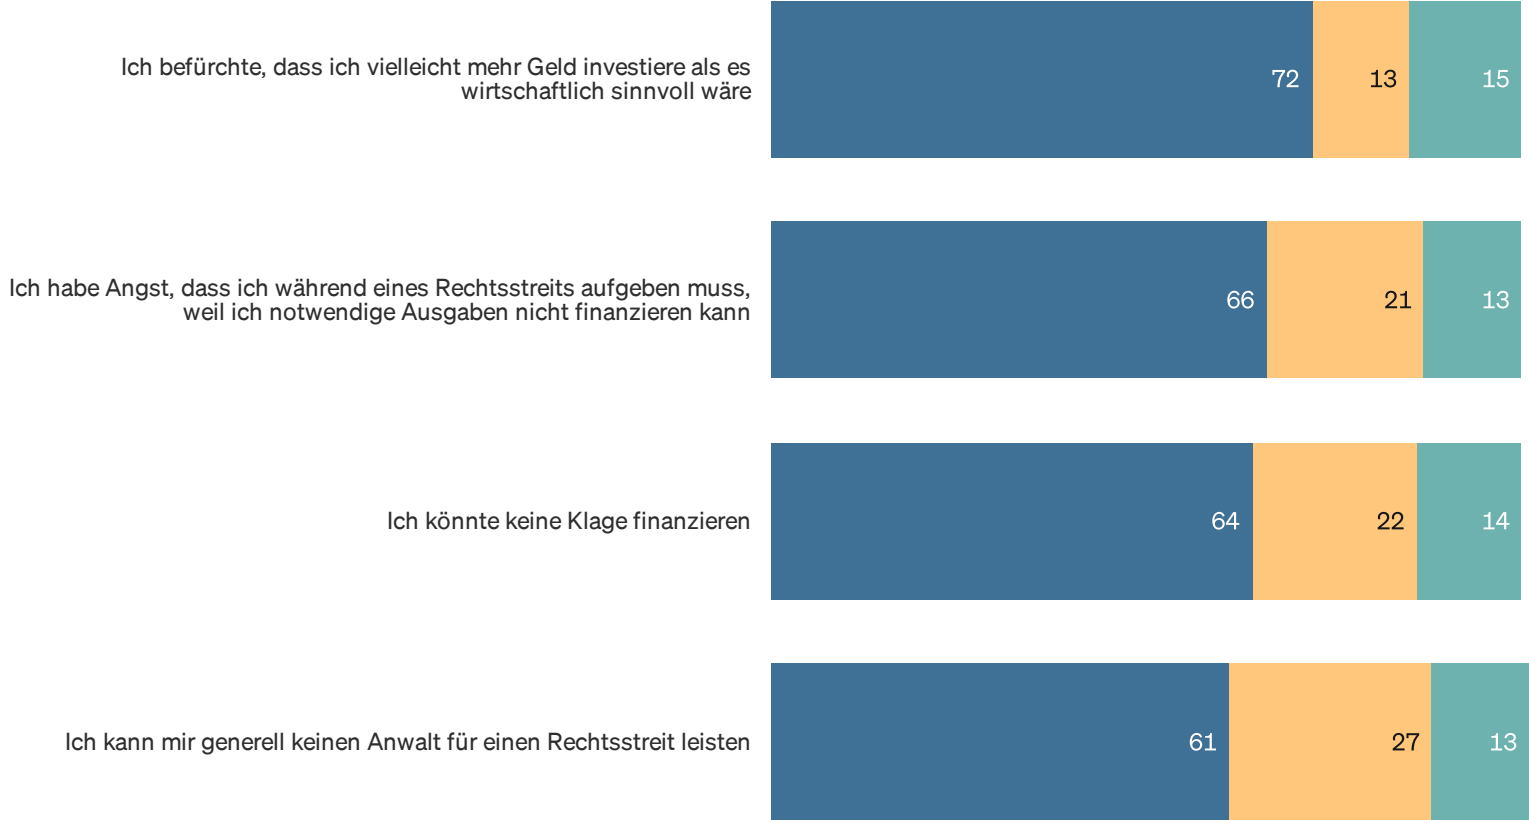 Ich befürchte, dass ich vielleicht mehr Geld investiere als es
wirtschaftlich sinnvoll wäre
72 13 15
Ich habe Angst, dass ich während eines Rechtsstreits aufgeben muss,
weil ich notwendige Ausgaben nicht finanzieren kann
66 21 13
Ich könnte keine Klage finanzieren
64 22 14
Ich kann mir generell keinen Anwalt für einen Rechtsstreit leisten
61 27 13